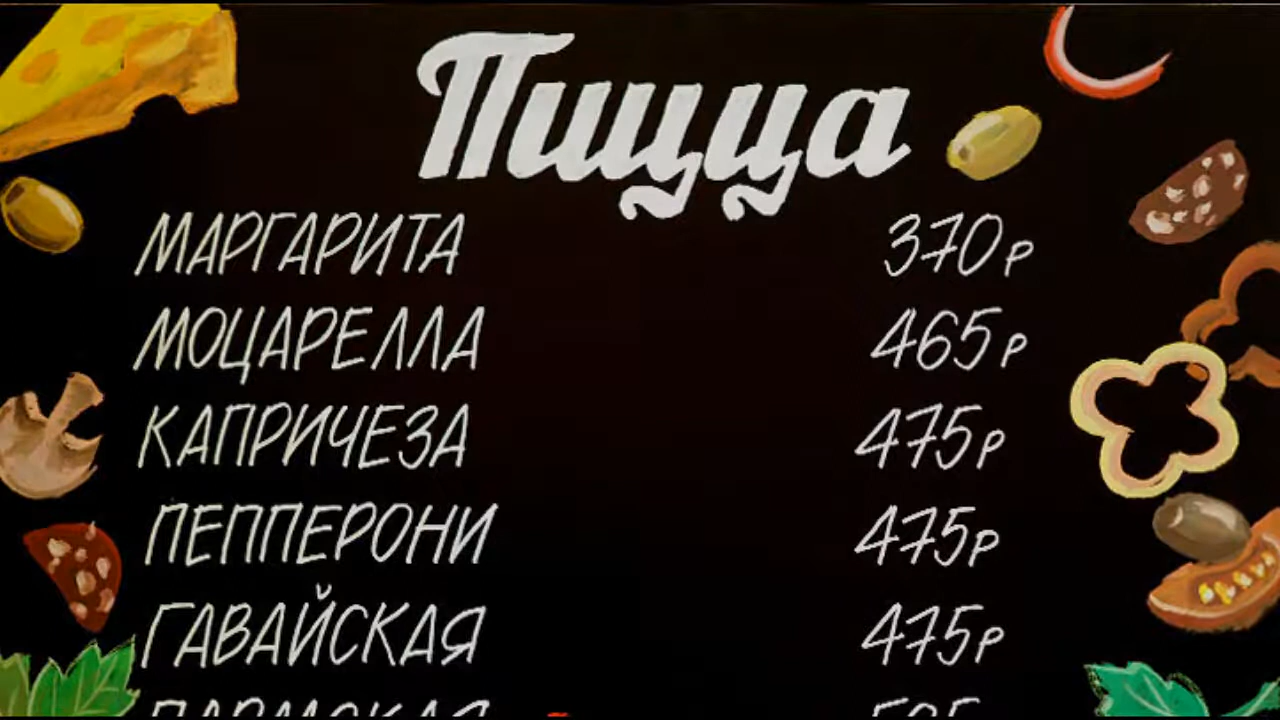 Пицца
МАРГАРИТА 370р
МОЦАРЕЛЛА 465р
КАПРИЧЕЗА 475р
ПЕППЕРОНИ 475р
ГАВАЙСКАЯ 475р